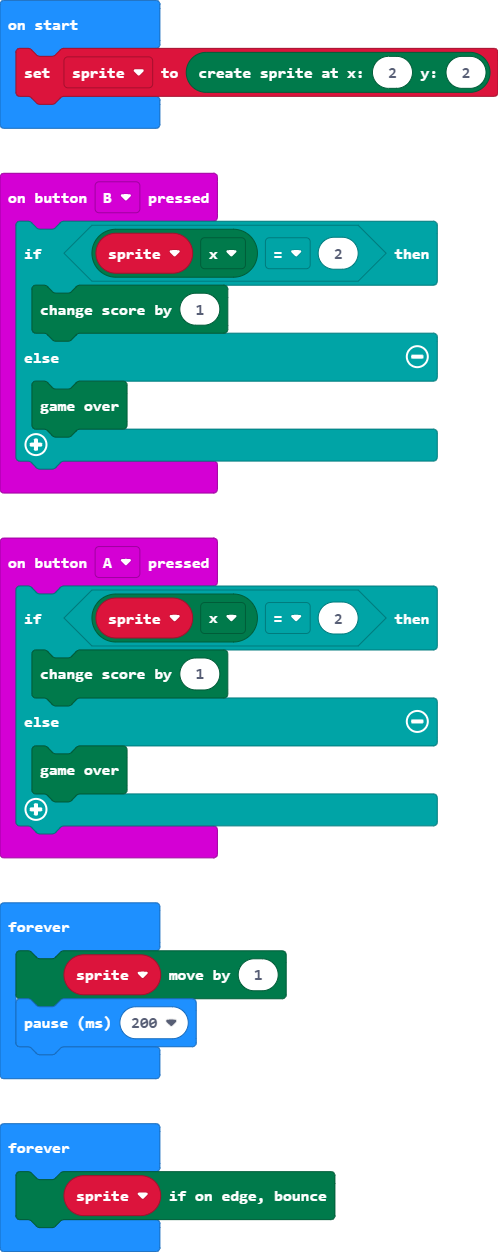 on start
set sprite to create sprite at x: 2 y: 2
on button B pressed
if sprite x = 2 then
change score by 1
else
game over
on button A pressed
if sprite x = 2 then
change score by 1
else
game over
forever
sprite move by 1
pause (ms) 200
forever
sprite if on edge, bounce